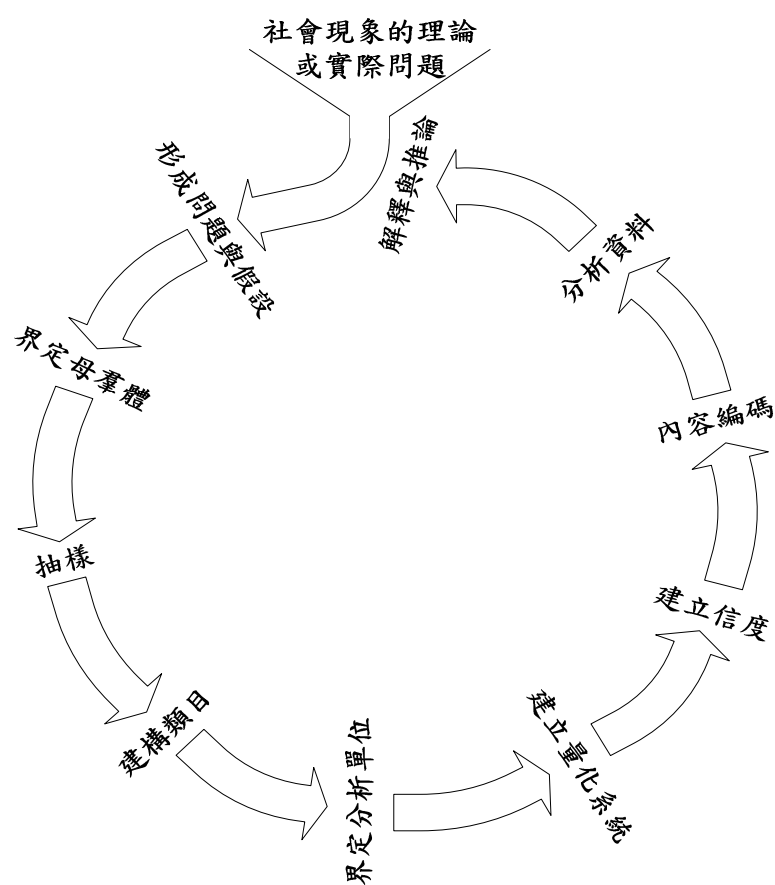 社會現象的理論
或實際問題
形成問題與假設
界定母羣體
抽樣
建構類目
界定分析單位
建立量化系統
建立信度
內容編碼
分析資料
解釋與推論